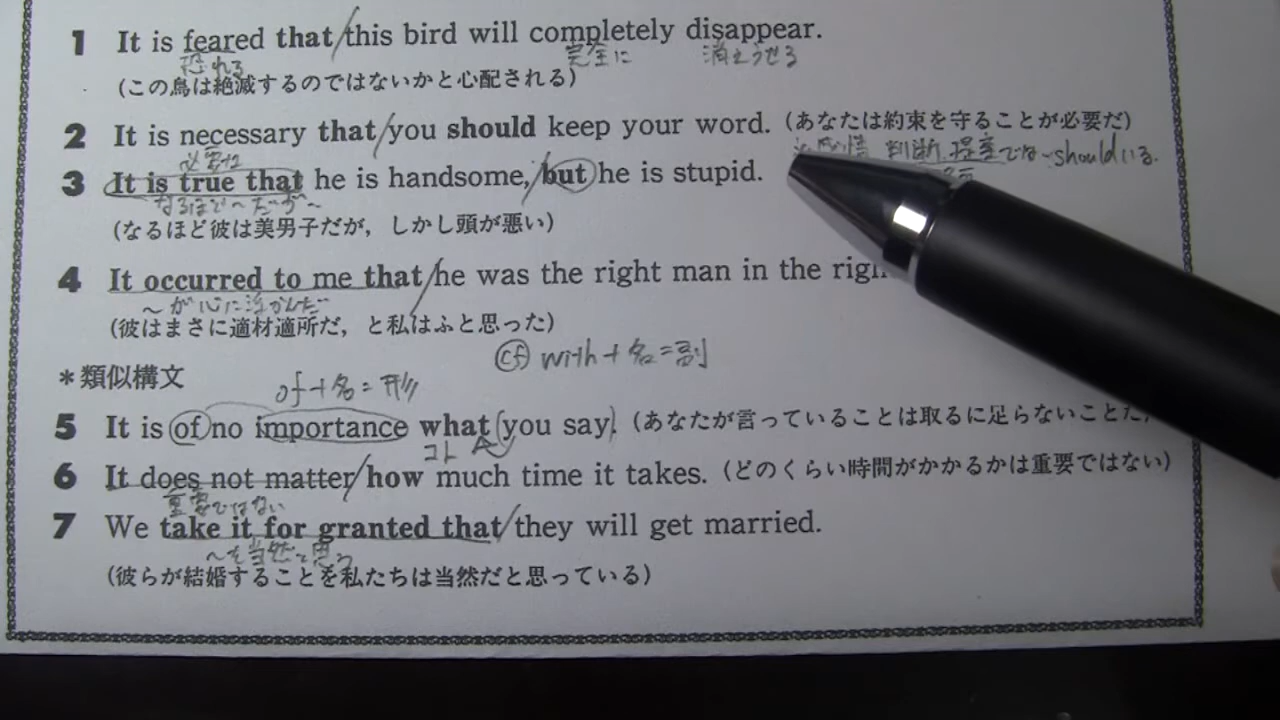 1 It is feared that/this bird will completely disappear.
恐れる 完全に 消えうせる
(この鳥は絶滅するのではないかと心配される)
2 It is necessary that/you should keep your word. (あなたは約束を守ることが必要だ)
判断 提案で
should
3 It is true that he is handsome,/but he is stupid.
なるほど〜だが〜
(なるほど彼は美男子だが,しかし頭が悪い)
4 It occurred to me that/he was the right man in the
〜が心に浮かんだ
(彼はまさに適材適所だ,と私はふと思った)
cf with+名=副
*類似構文
of+名=形
5 It is of no importance what (you say). (あなたが言っていることは取るに足らないことだ
コト
6 It does not matter/how much time it takes. (どのくらい時間がかかるかは重要ではない)
重要ではない
7 We take it for granted that/they will get married.
〜を当然と思う
(彼らが結婚することを私たちは当然だと思っている)